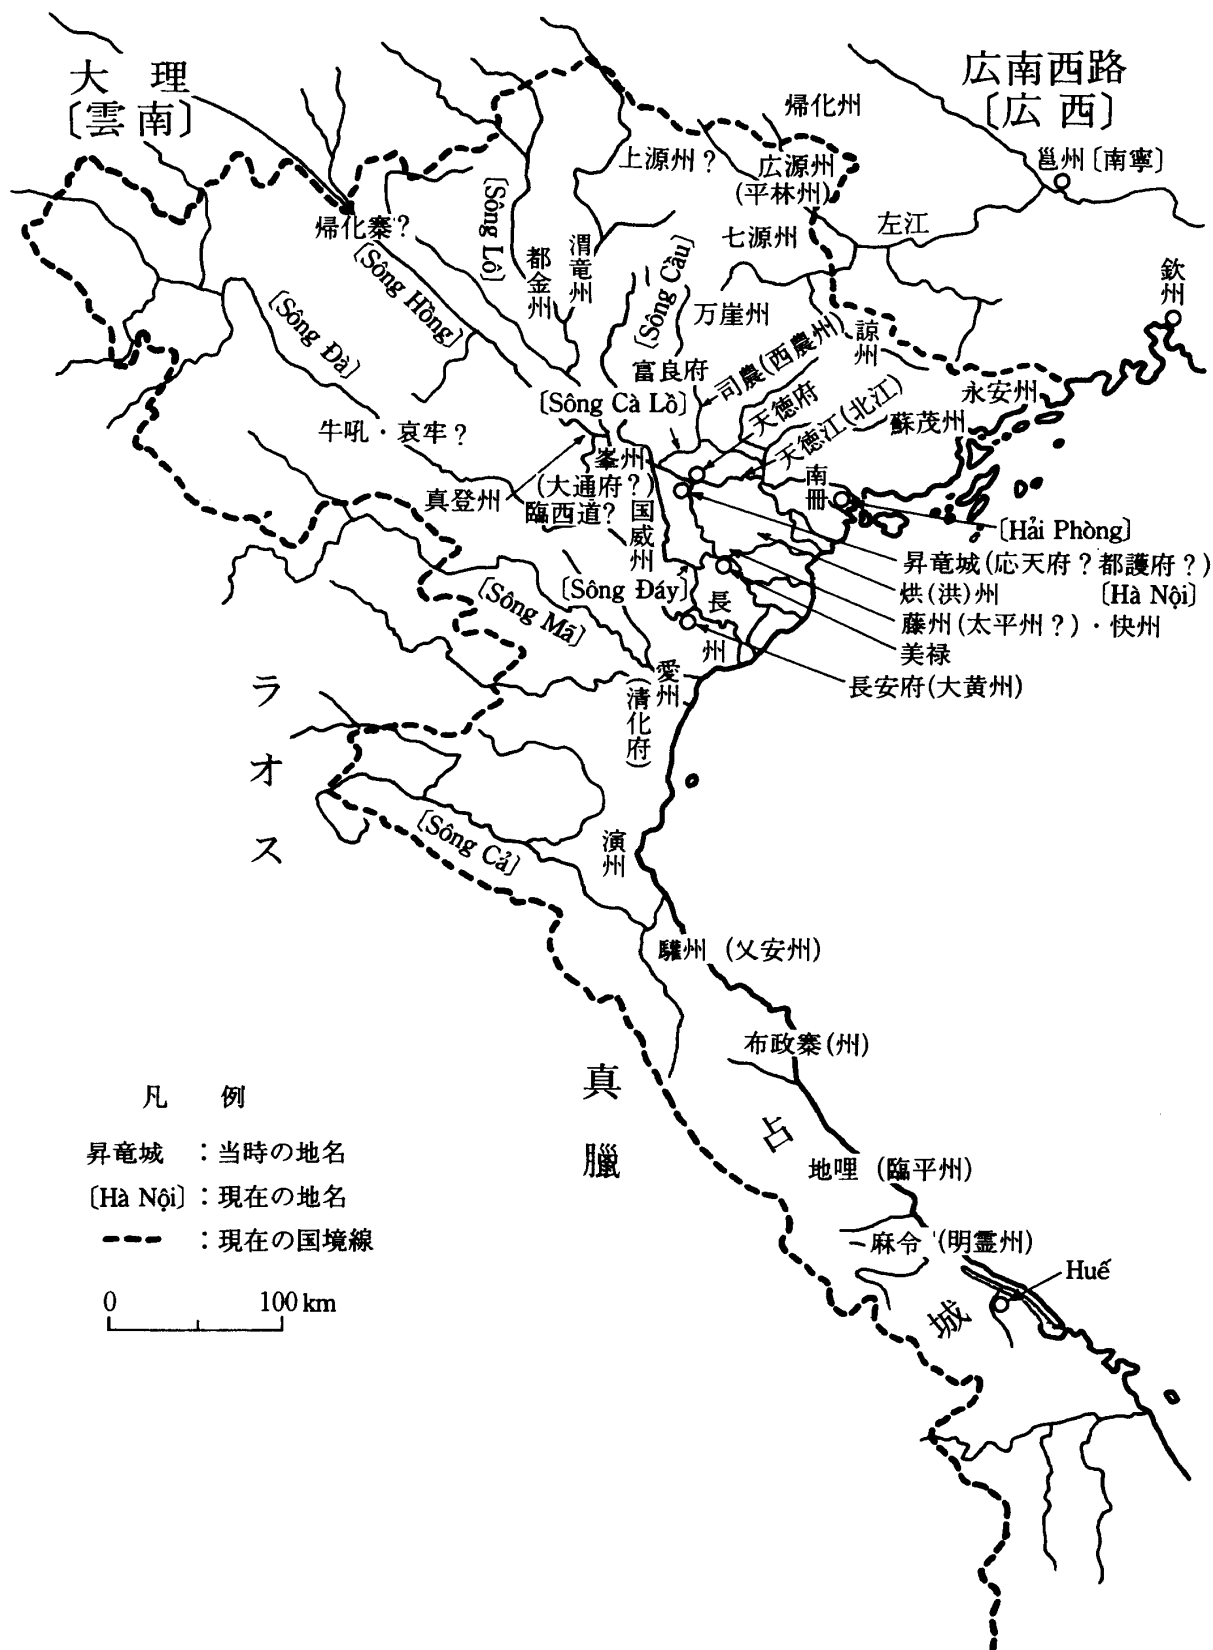 大理
〔雲南〕
広南西路
〔広西〕
帰化州
上源州？
広源州
(平林州)
邕州〔南寧〕
帰化寨？
[Sông Lô]
都金州
渭竜州
七源州
左江
[Sông Hồng]
[Sông Cầu]
万崖州
欽州
[Sông Đà]
諒州
富良府
司農(西農州)
[Sông Cà Lồ]
天徳府
天徳江(北江)
永安州
蘇茂州
牛吼・哀牢？
峯州
(大通府？)
真登州
臨西道？
国威州
南冊
[Hải Phòng]
昇竜城(応天府？都護府？)
[Sông Đáy]
長州
烘(洪)州
[Hà Nội]
藤州(太平州？)・快州
美禄
長安府(大黄州)
[Sông Mã]
愛州
(清化府)
ラオス
[Sông Cả]
演州
驩州 (乂安州)
布政寨(州)
真臘
占城
地哩 (臨平州)
麻令 (明霊州)
Huế
凡例
昇竜城 ：当時の地名
[Hà Nội]：現在の地名
：現在の国境線
0 100 km